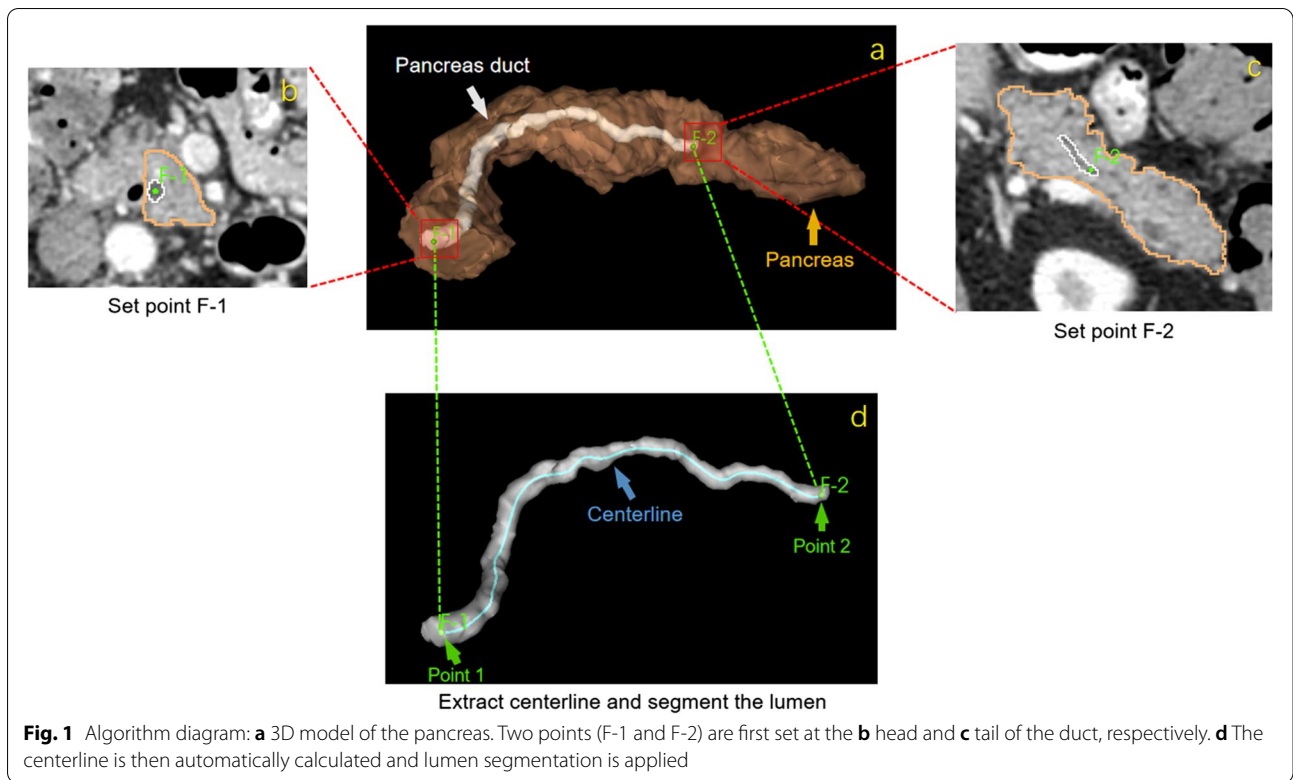 a
Pancreas duct
b
c
F-1
F-2
F-1
F-2
Pancreas
Set point F-1
Set point F-2
d
Centerline
F-2
Point 2
F-1
Point 1
Extract centerline and segment the lumen
Fig. 1 Algorithm diagram: a 3D model of the pancreas. Two points (F-1 and F-2) are first set at the b head and c tail of the duct, respectively. d The
centerline is then automatically calculated and lumen segmentation is applied